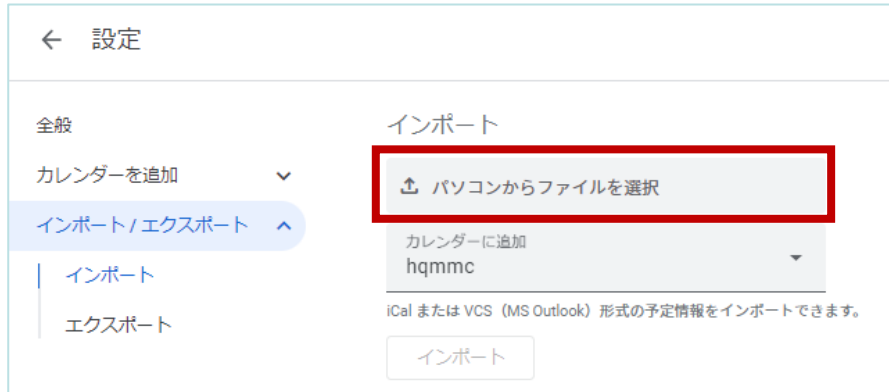 設定
全般
カレンダーを追加
インポート / エクスポート
インポート
エクスポート
インポート
パソコンからファイルを選択
カレンダーに追加
hqmmc
iCal または VCS（MS Outlook）形式の予定情報をインポートできます。
インポート